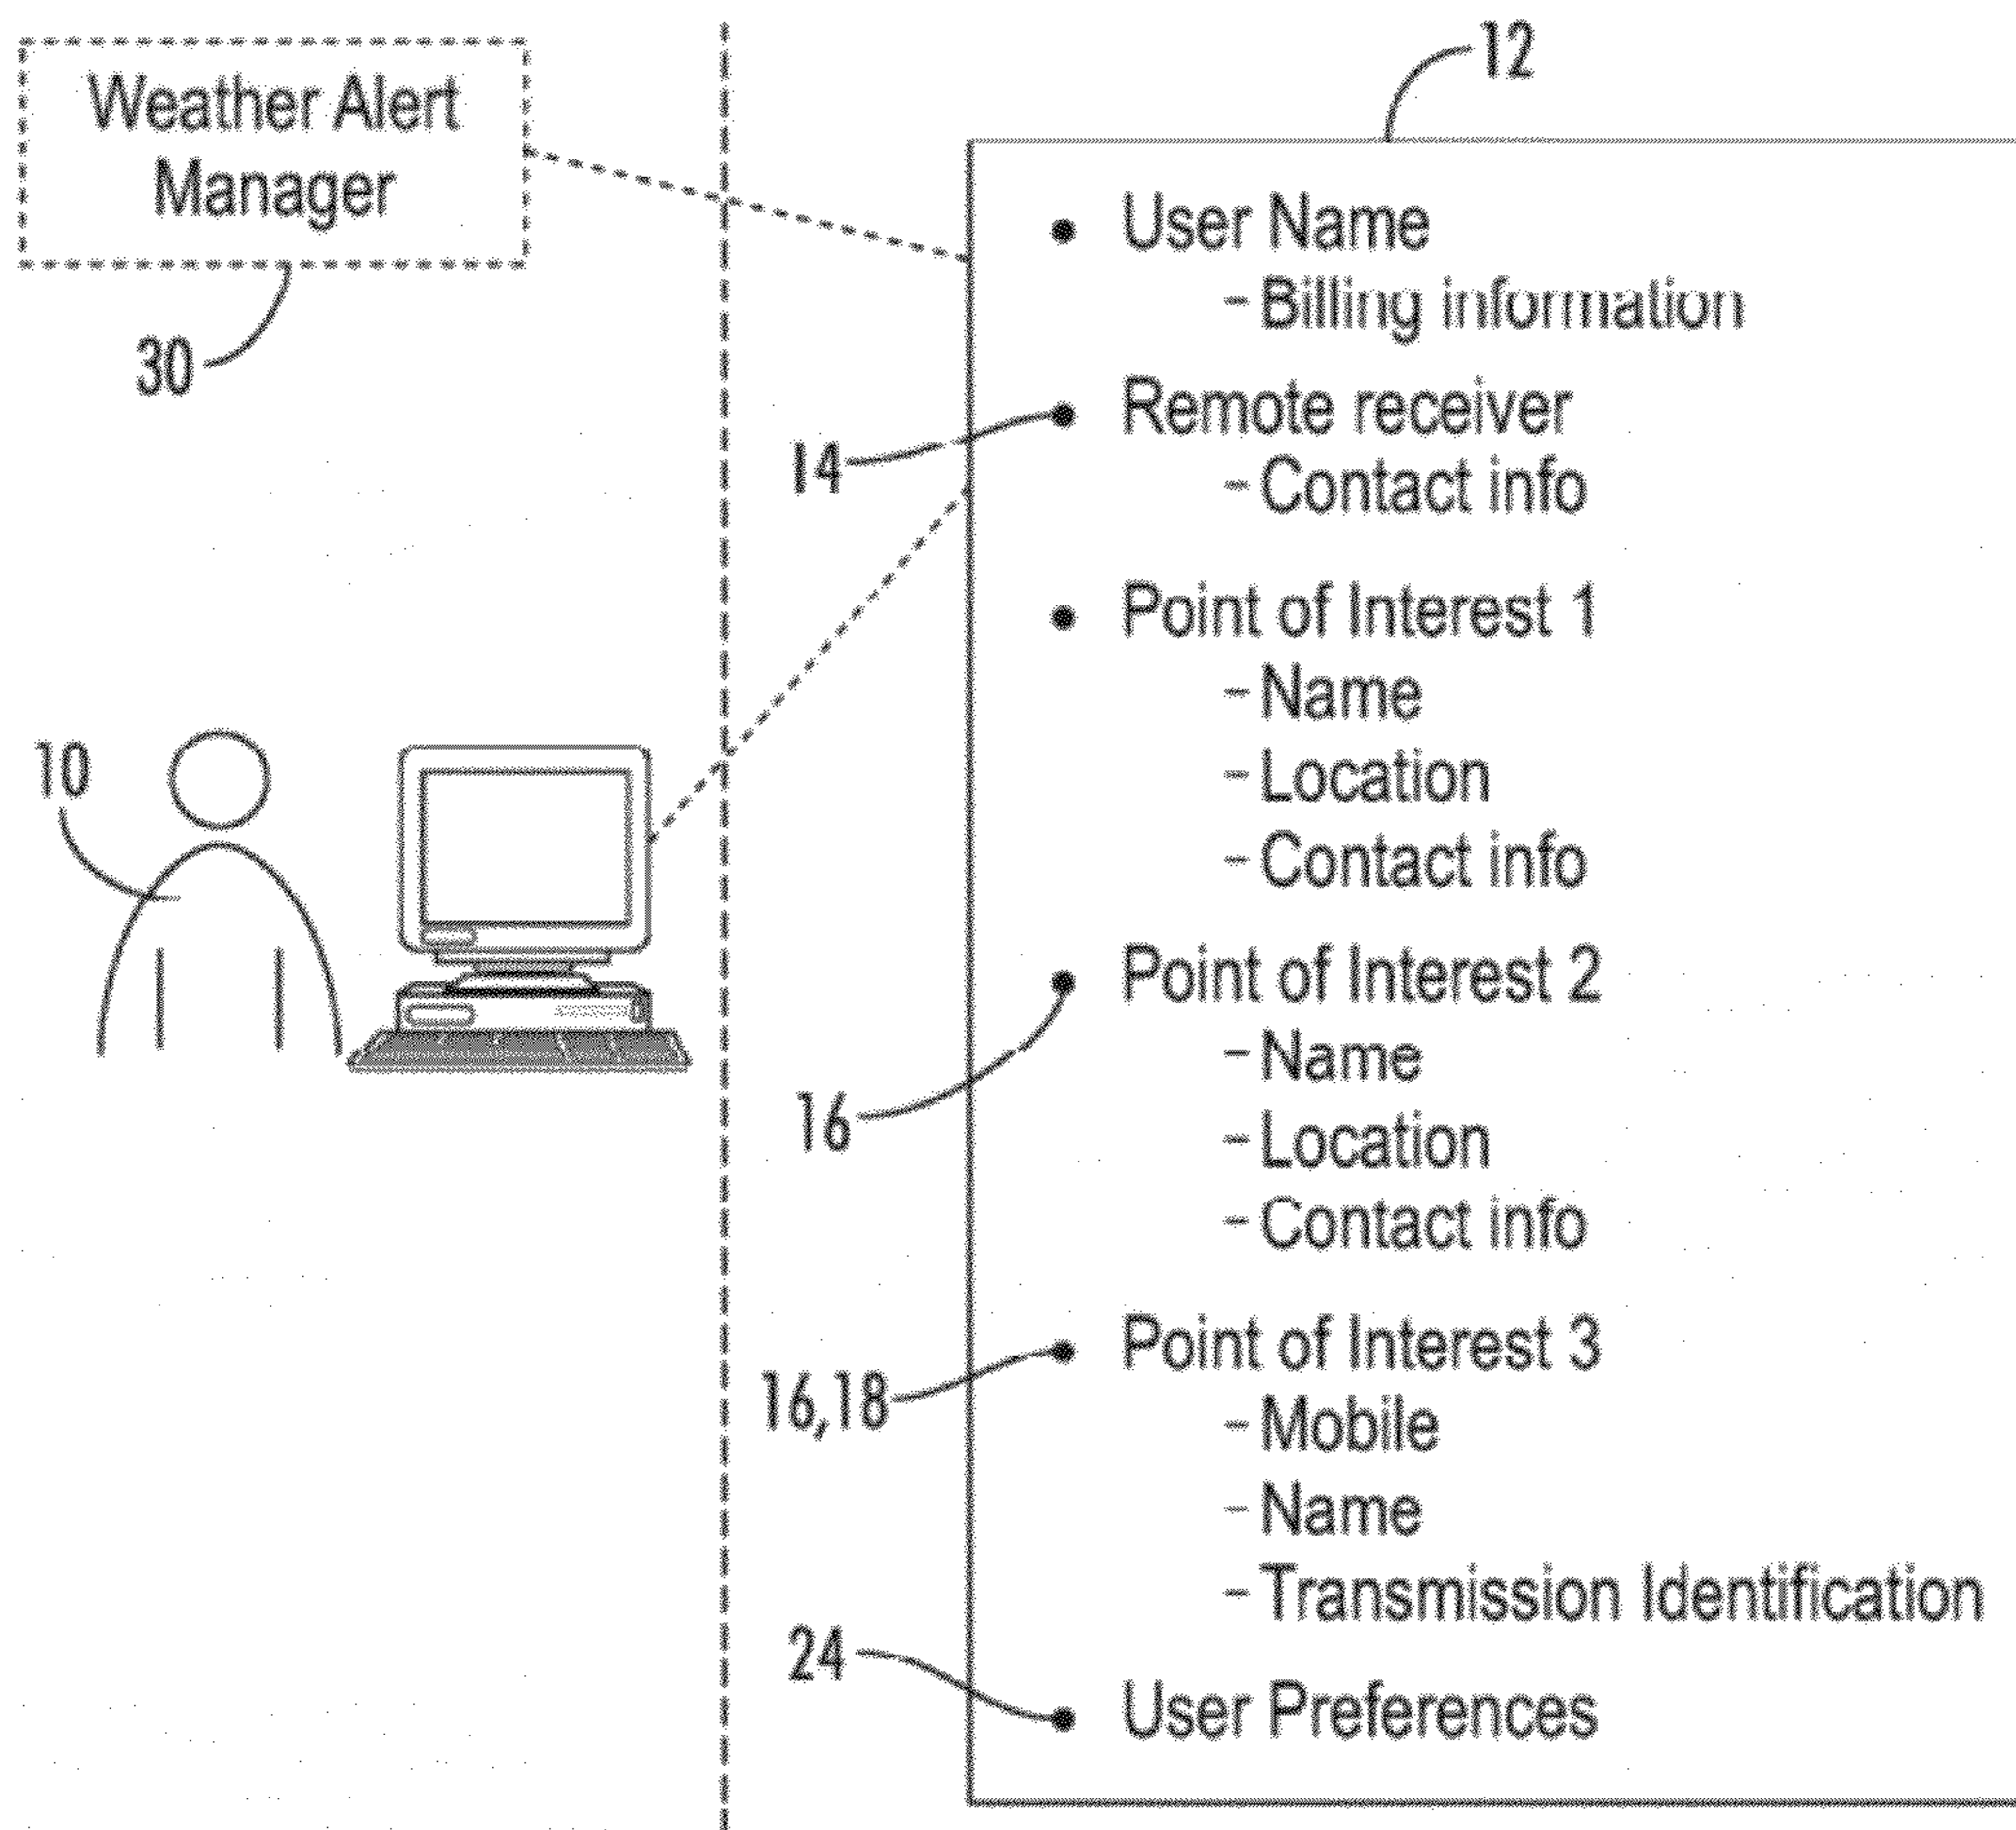 Weather Alert
Manager
30
10
12
• User Name
- Billing information
14
• Remote receiver
- Contact info
• Point of Interest 1
- Name
- Location
- Contact info
16
• Point of Interest 2
- Name
- Location
- Contact info
16,18
• Point of Interest 3
- Mobile
- Name
- Transmission Identification
24
• User Preferences